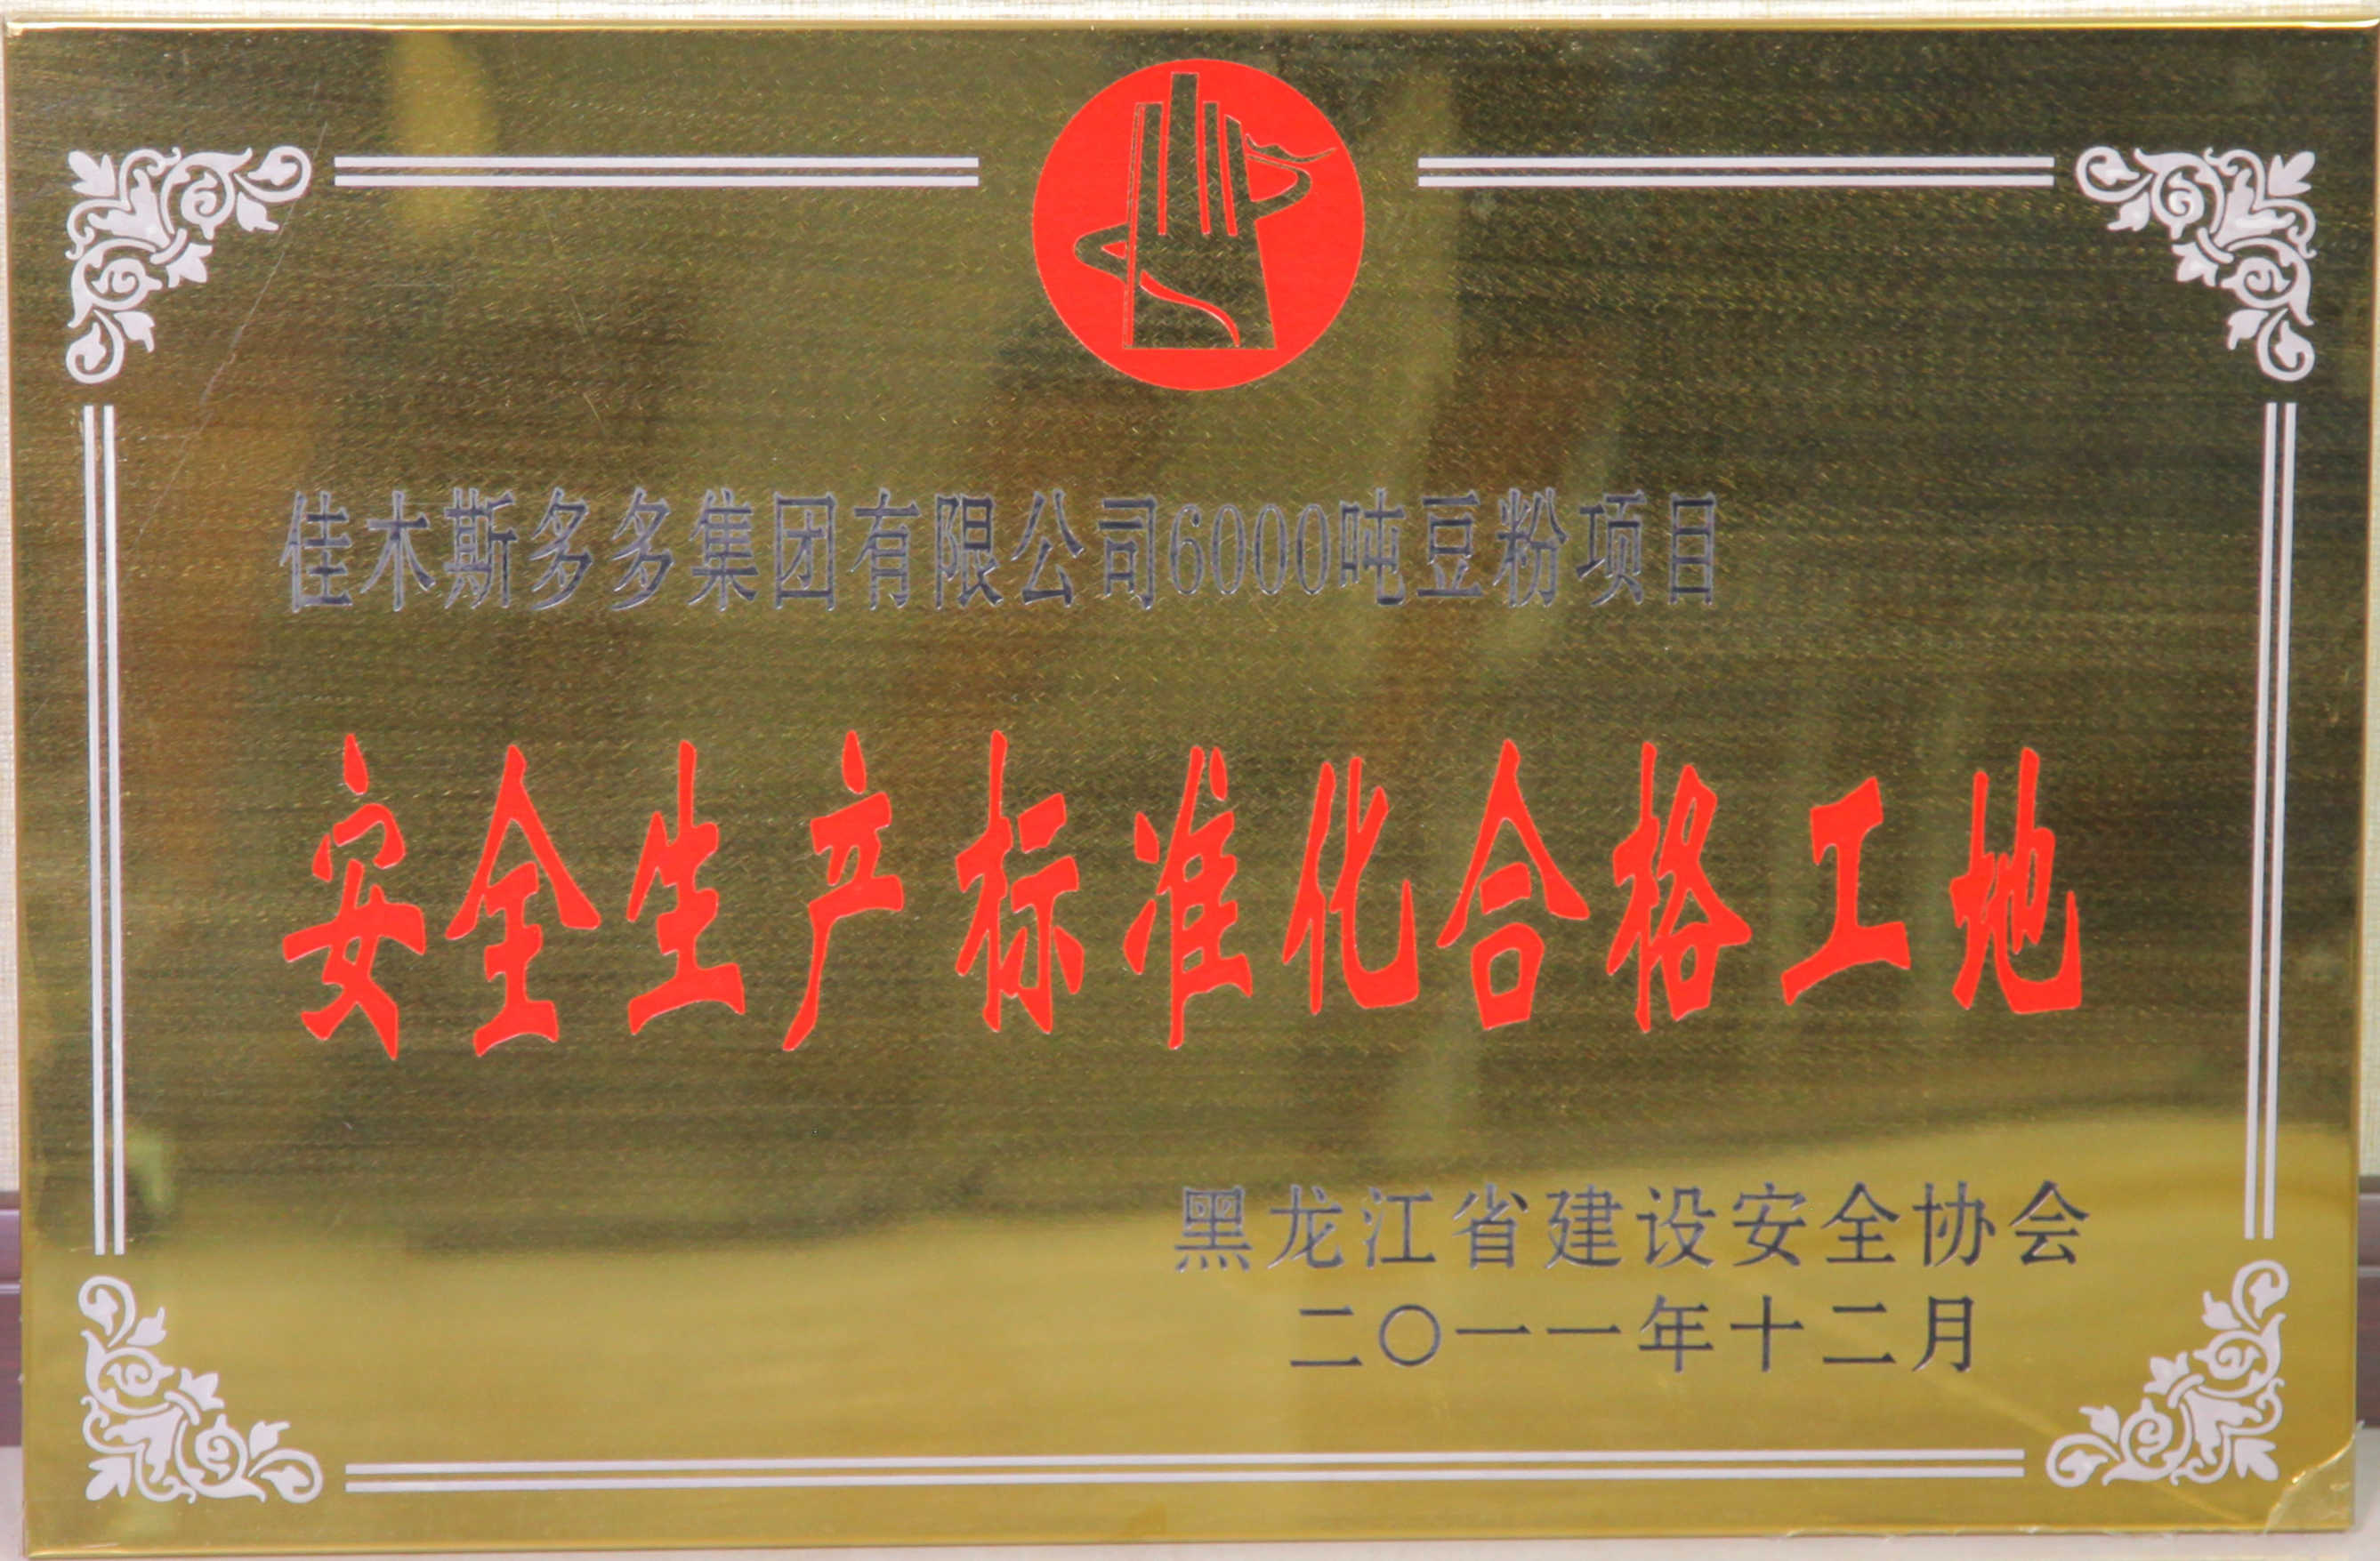 佳木斯多多集团有限公司6000吨豆粉项目
安全生产标准化合格工地
黑龙江省建设安全协会
二〇一一年十二月